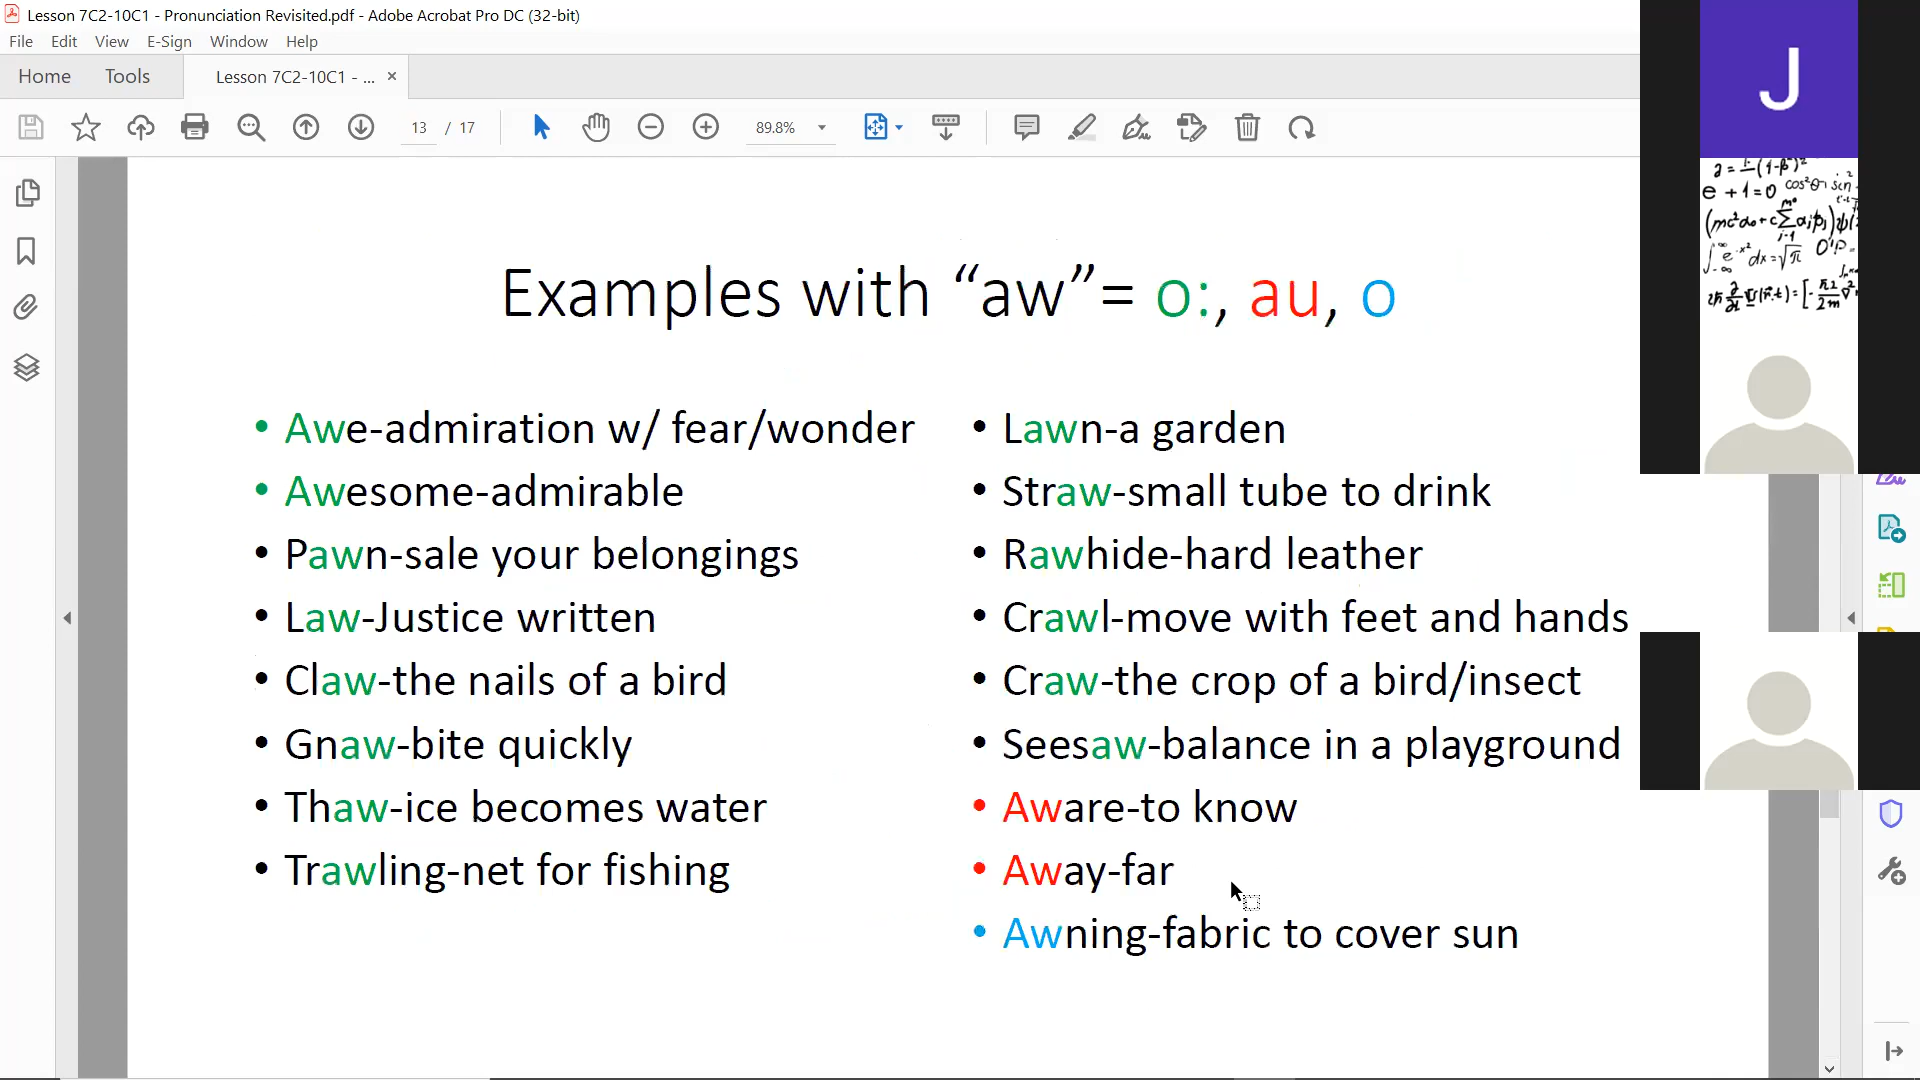 Lesson 7C2-10C1 - Pronunciation Revisited.pdf - Adobe Acrobat Pro DC (32-bit)
File Edit View E-Sign Window Help
Home Tools Lesson 7C2-10C1 - ... ×
13 / 17 89.8%
J
Examples with “aw”= o:, au, o
• Awe-admiration w/ fear/wonder
• Awesome-admirable
• Pawn-sale your belongings
• Law-Justice written
• Claw-the nails of a bird
• Gnaw-bite quickly
• Thaw-ice becomes water
• Trawling-net for fishing
• Lawn-a garden
• Straw-small tube to drink
• Rawhide-hard leather
• Crawl-move with feet and hands
• Craw-the crop of a bird/insect
• Seesaw-balance in a playground
• Aware-to know
• Away-far
• Awning-fabric to cover sun